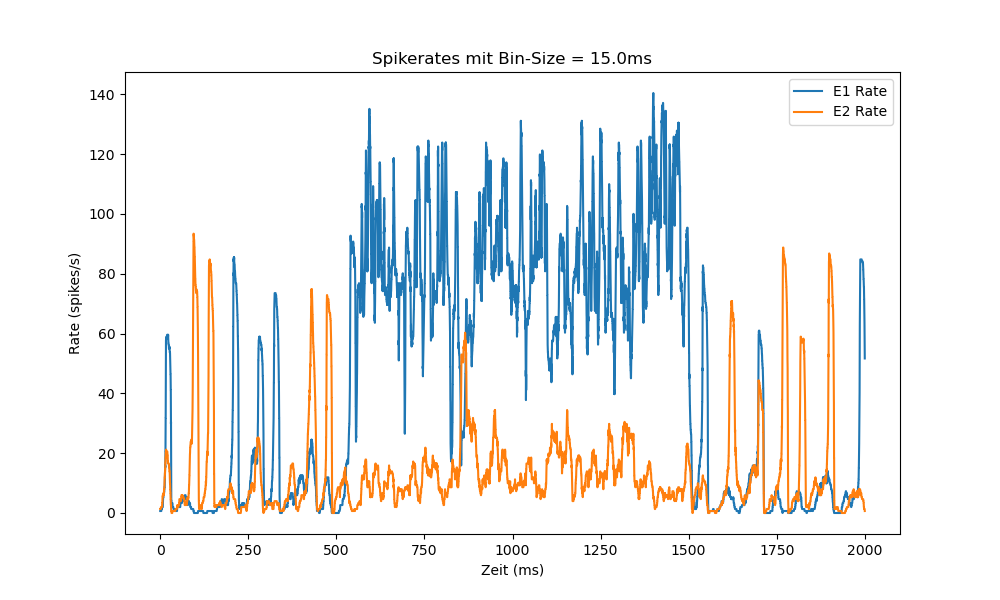 Spikerates mit Bin-Size = 15.0ms
E1 Rate
E2 Rate
Rate (spikes/s)
140
120
100
80
60
40
20
0
0 250 500 750 1000 1250 1500 1750 2000
Zeit (ms)